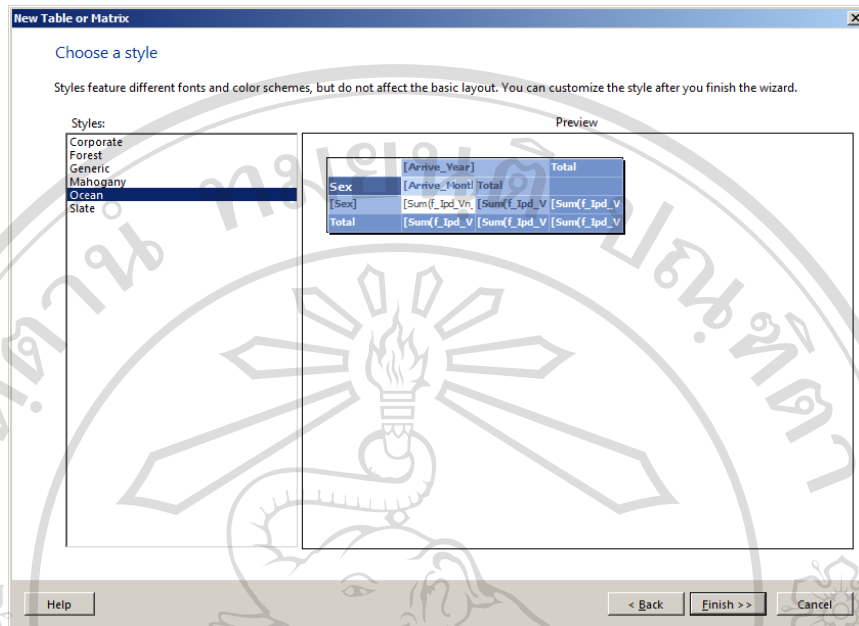 New Table or Matrix
Choose a style
Styles feature different fonts and color schemes, but do not affect the basic layout. You can customize the style after you finish the wizard.
Styles:
Preview
Corporate
Forest
Generic
Mahogany
Ocean
Slate
[Arrive_Year] Total
Sex [Arrive_Montl Total
[Sex] [Sum(f_Ipd_Vn_ [Sum(f_Ipd_V [Sum(f_Ipd_V
Total [Sum(f_Ipd_V [Sum(f_Ipd_V [Sum(f_Ipd_V
Help
< Back
Finish >>
Cancel